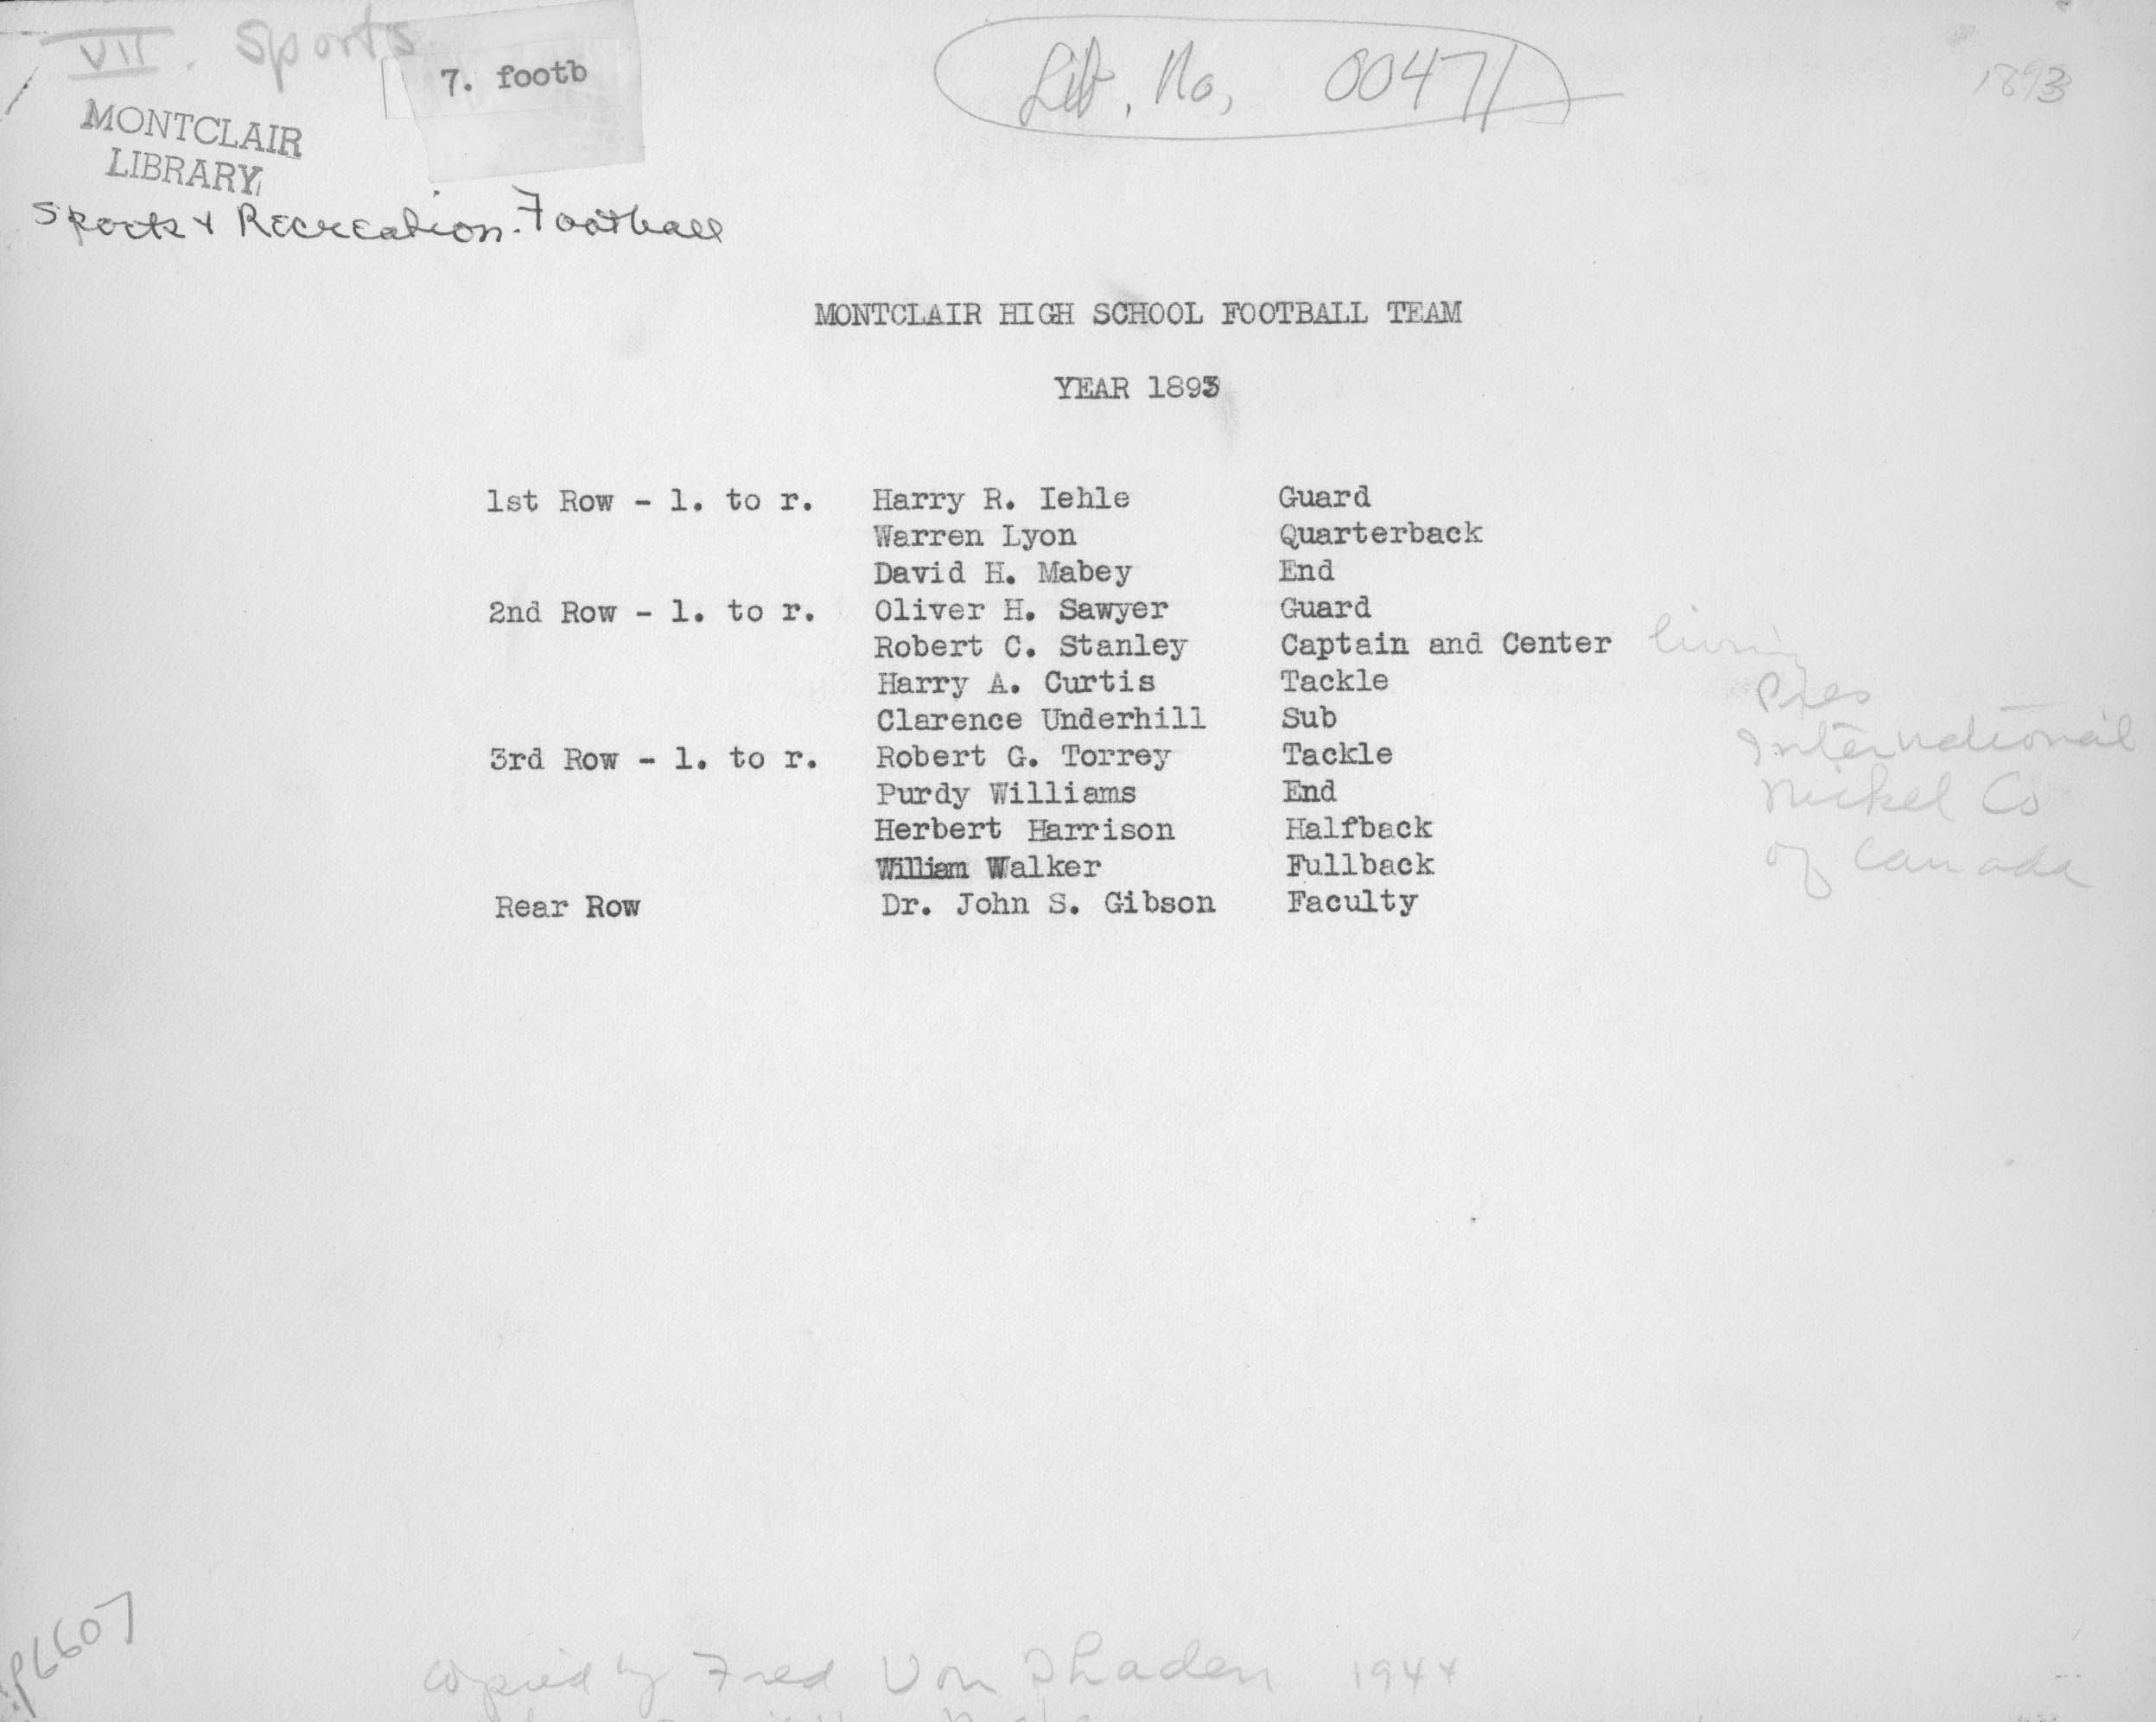 VII. Sports
7. footb
Lib. No, 00471
1893
MONTCLAIR
LIBRARY
Sports & Recreation. Football
MONTCLAIR HIGH SCHOOL FOOTBALL TEAM
YEAR 1893
1st Row - l. to r. Harry R. Iehle Guard
Warren Lyon Quarterback
David H. Mabey End
2nd Row - l. to r. Oliver H. Sawyer Guard
Robert C. Stanley Captain and Center living
Harry A. Curtis Tackle Pres
Clarence Underhill Sub International
3rd Row - l. to r. Robert G. Torrey Tackle
Purdy Williams End Nickel Co
Herbert Harrison Halfback
William Walker Fullback of Canada
Rear Row Dr. John S. Gibson Faculty
P6607
copied by Fred Von Shaden 1944